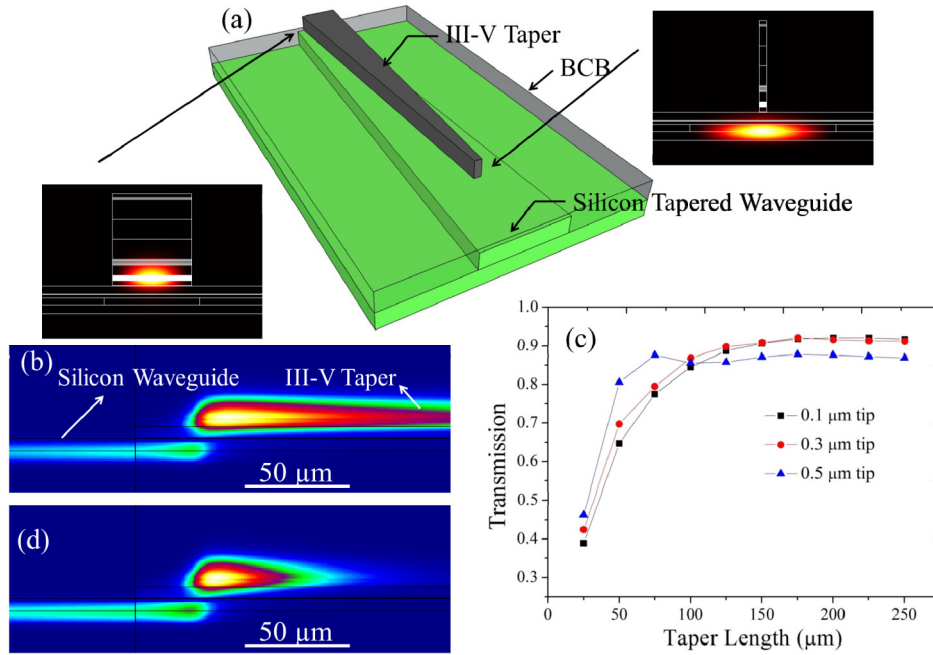 (a)
III-V Taper
BCB
Silicon Tapered Waveguide
(b)
Silicon Waveguide
III-V Taper
50 µm
(d)
50 µm
(c)
Transmission
1.0
0.9
0.8
0.7
0.6
0.5
0.4
0.3
0.1 µm tip
0.3 µm tip
0.5 µm tip
0 50 100 150 200 250
Taper Length (µm)